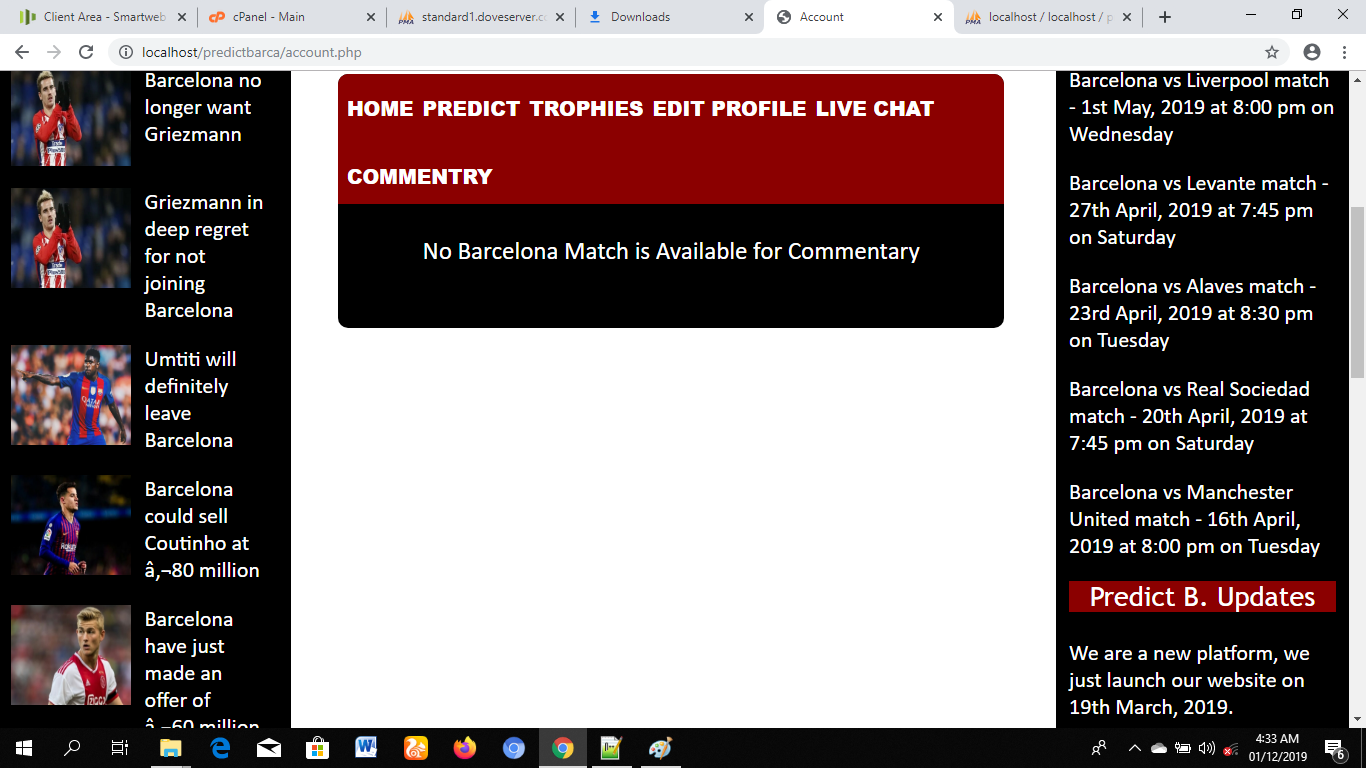 Client Area - Smartweb
cPanel - Main
standard1.doveserver.c
Downloads
Account
localhost / localhost / p
localhost/predictbarca/account.php
Barcelona no
longer want
Griezmann
Griezmann in
deep regret
for not
joining
Barcelona
Umtiti will
definitely
leave
Barcelona
Barcelona
could sell
Coutinho at
â‚¬80 million
Barcelona
have just
made an
offer of
â‚¬60 million
HOME PREDICT TROPHIES EDIT PROFILE LIVE CHAT
COMMENTRY
No Barcelona Match is Available for Commentary
Barcelona vs Liverpool match
- 1st May, 2019 at 8:00 pm on
Wednesday
Barcelona vs Levante match -
27th April, 2019 at 7:45 pm
on Saturday
Barcelona vs Alaves match -
23rd April, 2019 at 8:30 pm
on Tuesday
Barcelona vs Real Sociedad
match - 20th April, 2019 at
7:45 pm on Saturday
Barcelona vs Manchester
United match - 16th April,
2019 at 8:00 pm on Tuesday
Predict B. Updates
We are a new platform, we
just launch our website on
19th March, 2019.
4:33 AM
01/12/2019
6